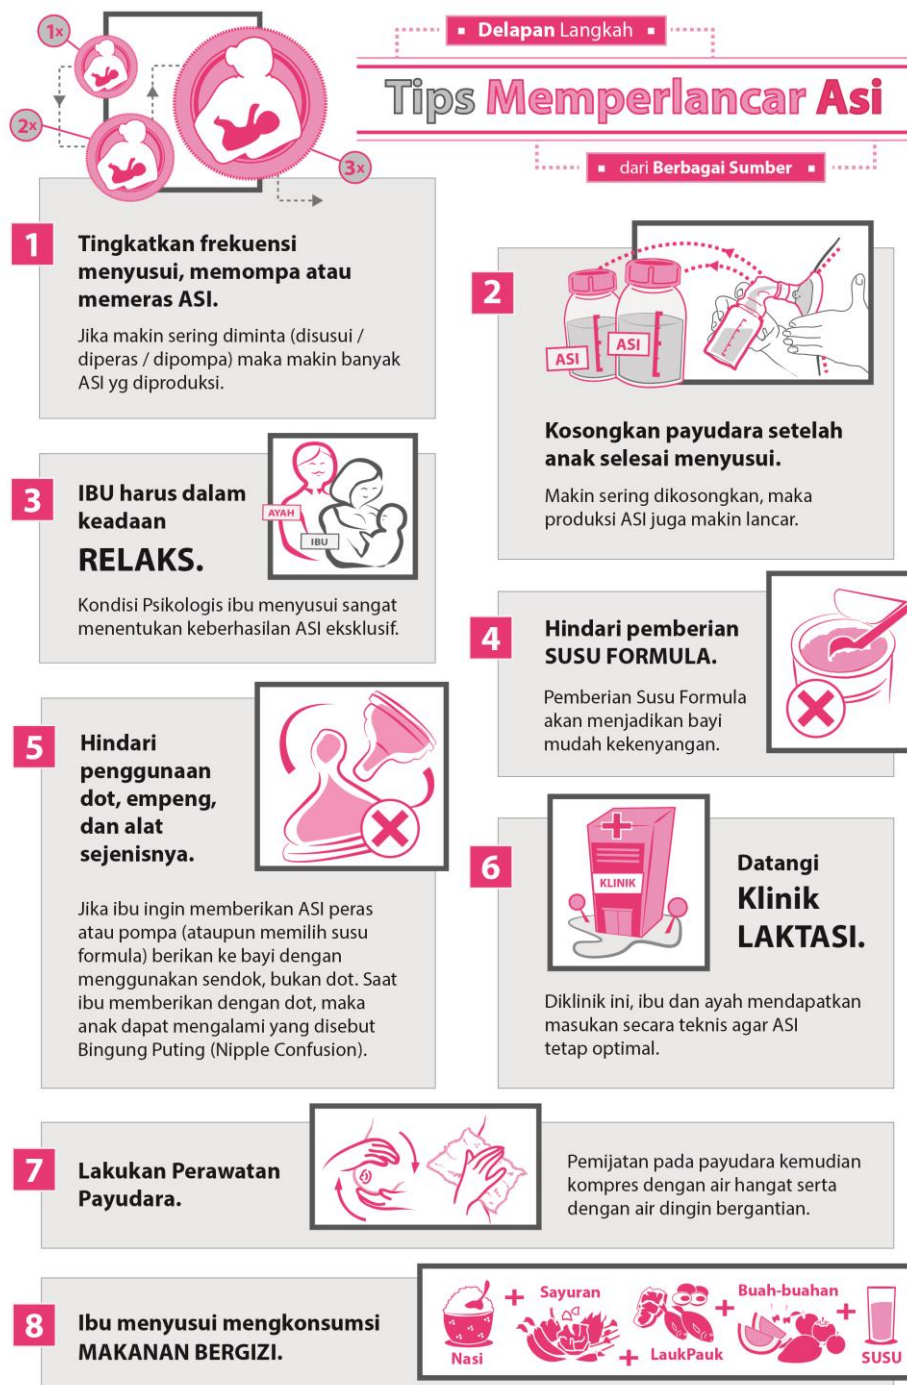 Delapan Langkah
Tips Memperlancar Asi
dari Berbagai Sumber
1x
2x
3x
1
Tingkatkan frekuensi
menyusui, memompa atau
memeras ASI.
Jika makin sering diminta (disusui /
diperas / dipompa) maka makin banyak
ASI yg diproduksi.
2
ASI
ASI
Kosongkan payudara setelah
anak selesai menyusui.
Makin sering dikosongkan, maka
produksi ASI juga makin lancar.
3
IBU harus dalam
keadaan
RELAKS.
AYAH
IBU
Kondisi Psikologis ibu menyusui sangat
menentukan keberhasilan ASI eksklusif.
4
Hindari pemberian
SUSU FORMULA.
Pemberian Susu Formula
akan menjadikan bayi
mudah kekenyangan.
5
Hindari
penggunaan
dot, empeng,
dan alat
sejenisnya.
Jika ibu ingin memberikan ASI peras
atau pompa (ataupun memilih susu
formula) berikan ke bayi dengan
menggunakan sendok, bukan dot. Saat
ibu memberikan dengan dot, maka
anak dapat mengalami yang disebut
Bingung Puting (Nipple Confusion).
6
KLINIK
Datangi
Klinik
LAKTASI.
Diklinik ini, ibu dan ayah mendapatkan
masukan secara teknis agar ASI
tetap optimal.
7
Lakukan Perawatan
Payudara.
Pemijatan pada payudara kemudian
kompres dengan air hangat serta
dengan air dingin bergantian.
8
Ibu menyusui mengkonsumsi
MAKANAN BERGIZI.
Nasi
+
Sayuran
+
LaukPauk
+
Buah-buahan
+
SUSU